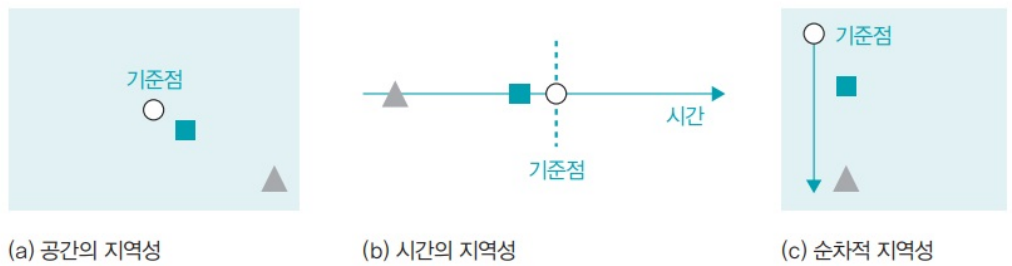 기준점
(a) 공간의 지역성
시간
기준점
(b) 시간의 지역성
기준점
(c) 순차적 지역성